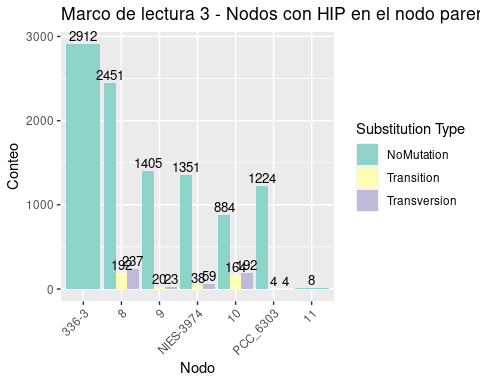 Marco de lectura 3 - Nodos con HIP en el nodo paren
Conteo
3000
2000
1000
0
2912
2451
192
237
1405
20
23
1351
38
59
884
164
192
1224
4
4
8
336-3
8
9
NIES-3974
10
PCC_6303
11
Nodo
Substitution Type
NoMutation
Transition
Transversion